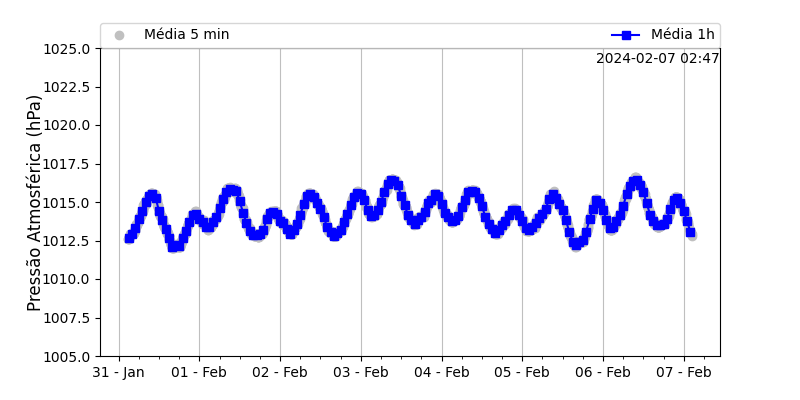 Média 5 min
Média 1h
2024-02-07 02:47
Pressão Atmosférica (hPa)
1025.0
1022.5
1020.0
1017.5
1015.0
1012.5
1010.0
1007.5
1005.0
31 - Jan
01 - Feb
02 - Feb
03 - Feb
04 - Feb
05 - Feb
06 - Feb
07 - Feb